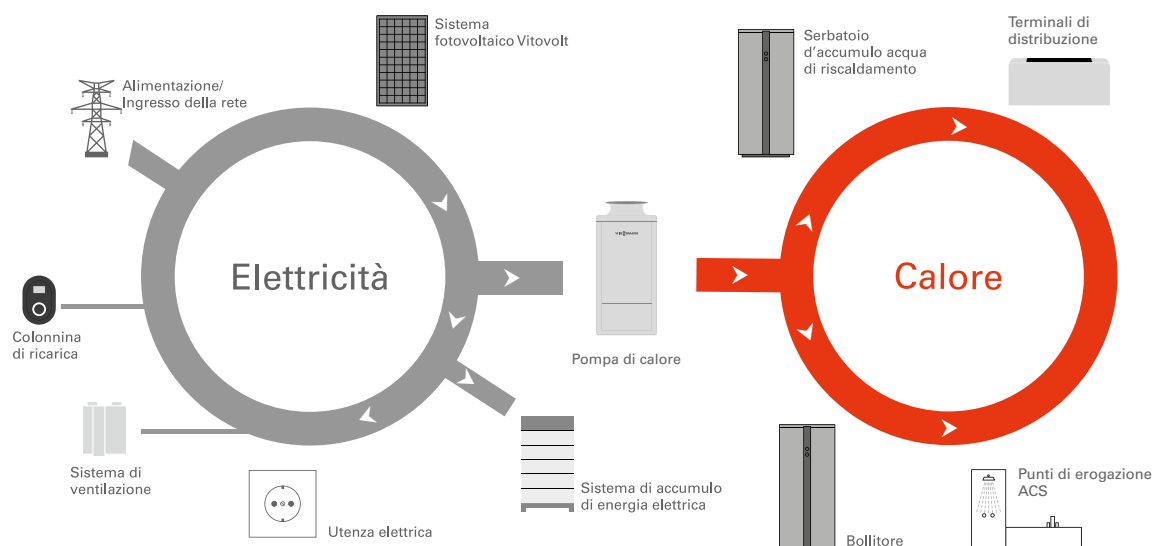 Sistema
fotovoltaico Vitovolt
Alimentazione/
Ingresso della rete
Elettricità
Colonnina
di ricarica
Sistema di
ventilazione
Utenza elettrica
Sistema di accumulo
di energia elettrica
VIESMANN
Pompa di calore
Serbatoio
d'accumulo acqua
di riscaldamento
Terminali di
distribuzione
Calore
Bollitore
Punti di erogazione
ACS